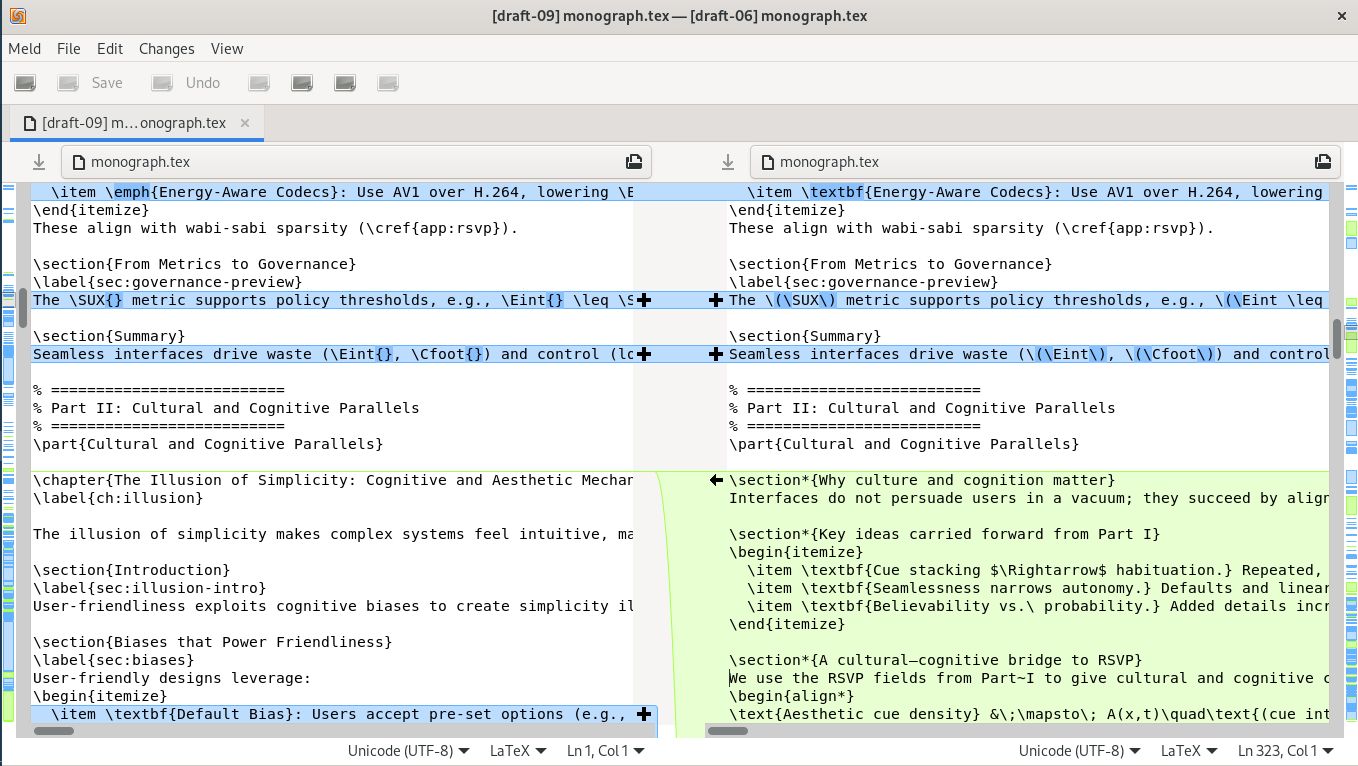 [draft-09] monograph.tex — [draft-06] monograph.tex
Meld File Edit Changes View
Save Undo
[draft-09] m…onograph.tex
monograph.tex
\item \emph{Energy-Aware Codecs}: Use AV1 over H.264, lowering \E
\end{itemize}
These align with wabi-sabi sparsity (\cref{app:rsvp}).
\section{From Metrics to Governance}
\label{sec:governance-preview}
The \SUX{} metric supports policy thresholds, e.g., \Eint{} \leq \S
\section{Summary}
Seamless interfaces drive waste (\Eint{}, \Cfoot{}) and control (lo
% ==========================
% Part II: Cultural and Cognitive Parallels
% ==========================
\part{Cultural and Cognitive Parallels}
\chapter{The Illusion of Simplicity: Cognitive and Aesthetic Mechan
\label{ch:illusion}
The illusion of simplicity makes complex systems feel intuitive, ma
\section{Introduction}
\label{sec:illusion-intro}
User-friendliness exploits cognitive biases to create simplicity il
\section{Biases that Power Friendliness}
\label{sec:biases}
User-friendly designs leverage:
\begin{itemize}
\item \textbf{Default Bias}: Users accept pre-set options (e.g.,
Unicode (UTF-8) LaTeX Ln 1, Col 1
monograph.tex
\item \textbf{Energy-Aware Codecs}: Use AV1 over H.264, lowering
\end{itemize}
These align with wabi-sabi sparsity (\cref{app:rsvp}).
\section{From Metrics to Governance}
\label{sec:governance-preview}
The \(\SUX\) metric supports policy thresholds, e.g., \(\Eint \leq
\section{Summary}
Seamless interfaces drive waste (\(\Eint\), \(\Cfoot\)) and control
% ==========================
% Part II: Cultural and Cognitive Parallels
% ==========================
\part{Cultural and Cognitive Parallels}
\section*{Why culture and cognition matter}
Interfaces do not persuade users in a vacuum; they succeed by align
\section*{Key ideas carried forward from Part I}
\begin{itemize}
\item \textbf{Cue stacking $\Rightarrow$ habituation.} Repeated,
\item \textbf{Seamlessness narrows autonomy.} Defaults and linear
\item \textbf{Believability vs.\ probability.} Added details incr
\end{itemize}
\section*{A cultural–cognitive bridge to RSVP}
We use the RSVP fields from Part~I to give cultural and cognitive c
\begin{align*}
\text{Aesthetic cue density} &\;\mapsto\; A(x,t)\quad\text{(cue int
Unicode (UTF-8) LaTeX Ln 323, Col 1